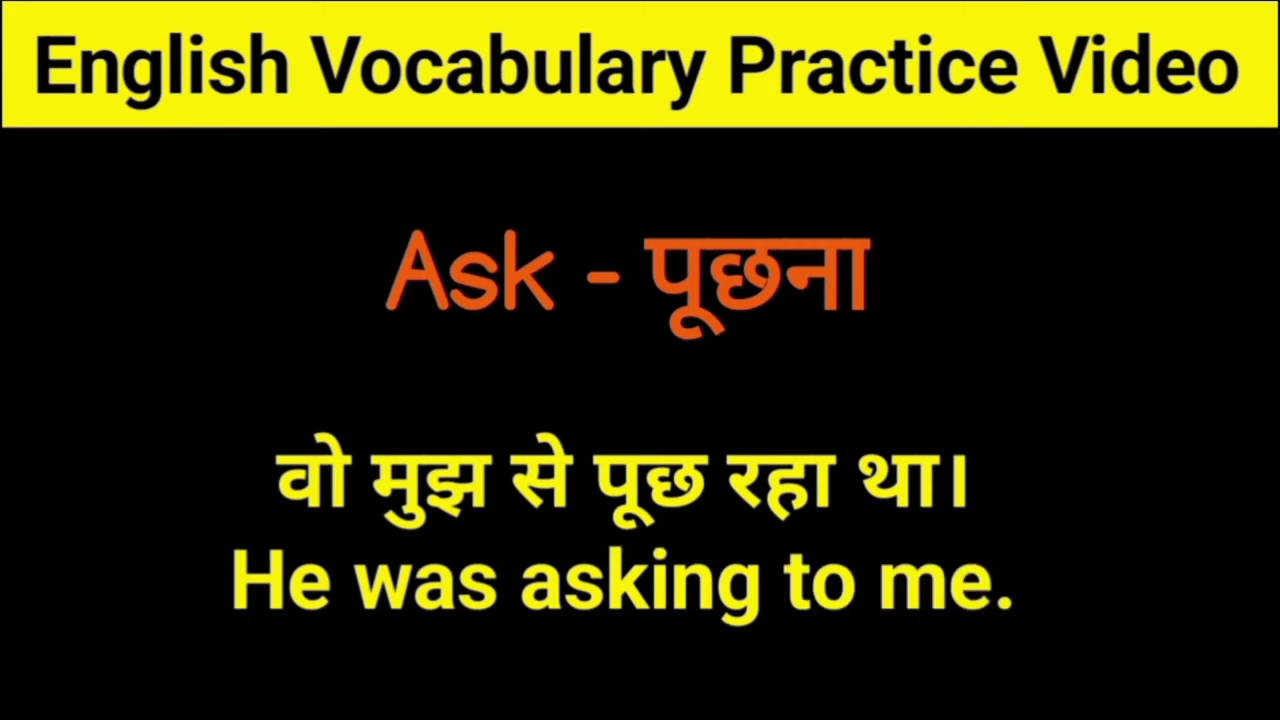 English Vocabulary Practice Video
Ask - पूछना
वो मुझ से पूछ रहा था।
He was asking to me.